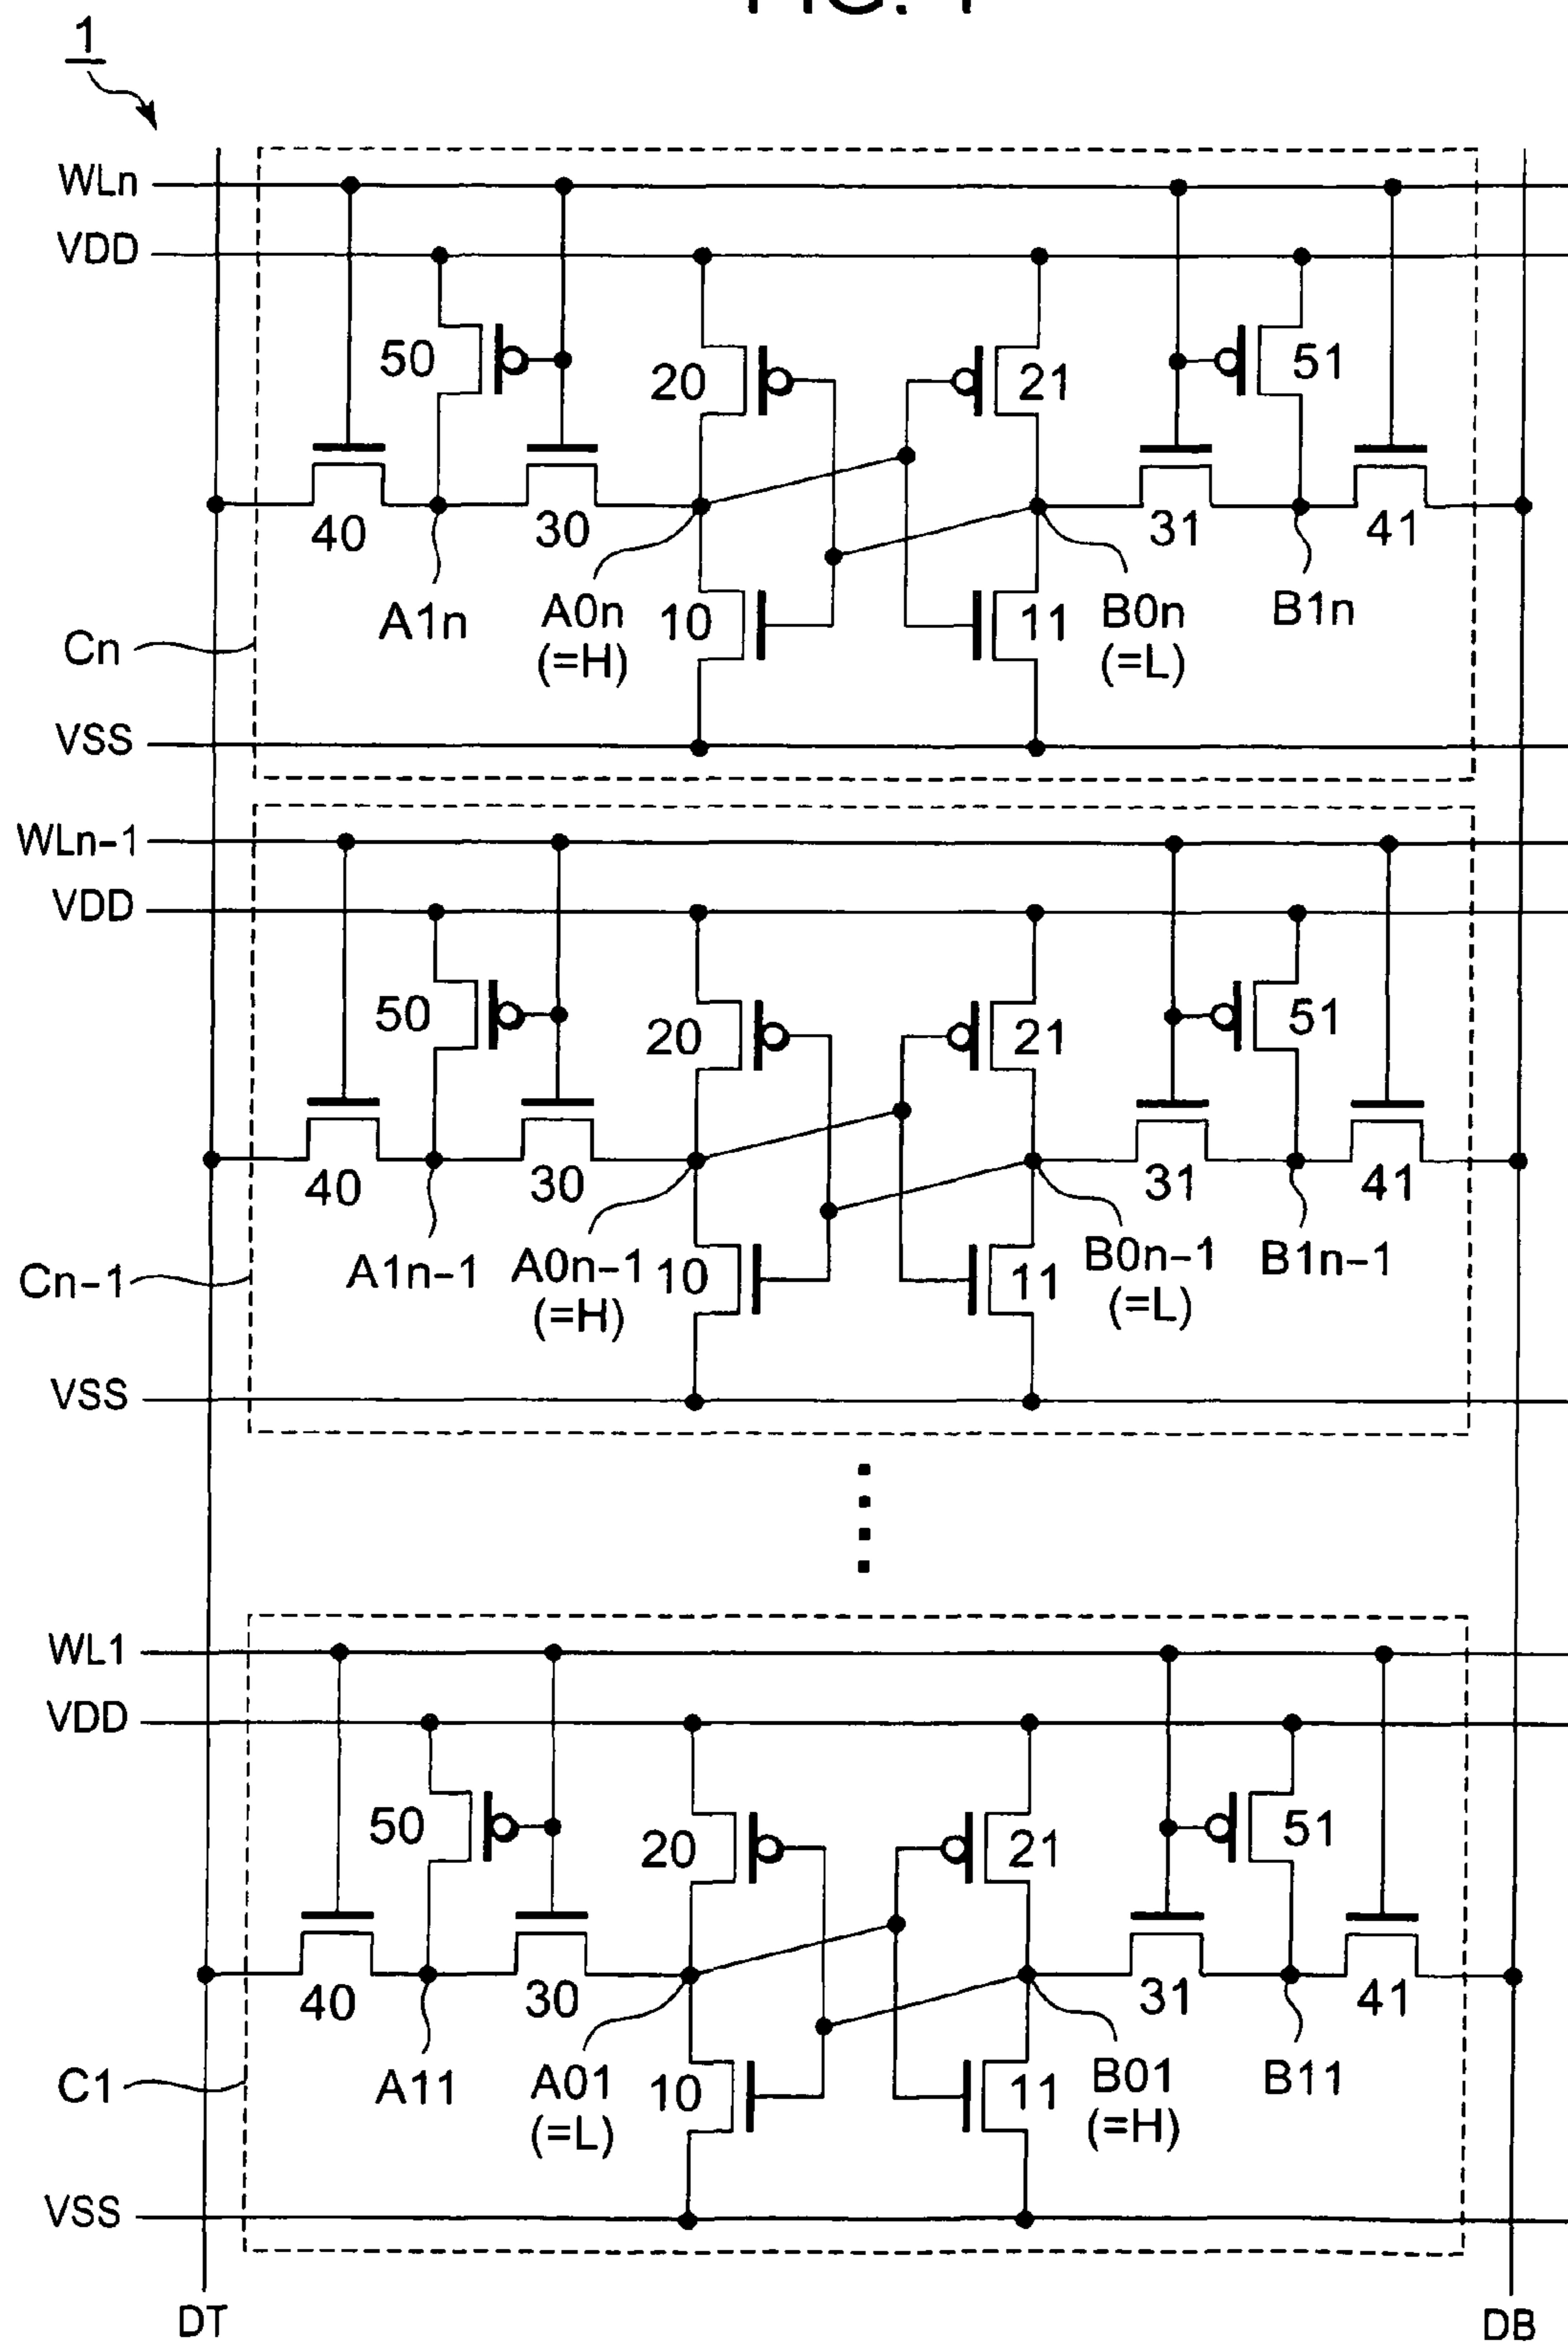 1
WLn
VDD
50 20 21 51
40 30 31 41
A1n A0n 10 11 B0n B1n
(=H) (=L)
Cn
VSS
WLn-1
VDD
50 20 21 51
40 30 31 41
A1n-1 A0n-1 10 11 B0n-1 B1n-1
(=H) (=L)
Cn-1
VSS
WL1
VDD
50 20 21 51
40 30 31 41
A11 A01 10 11 B01 B11
(=L) (=H)
C1
VSS
DT DB